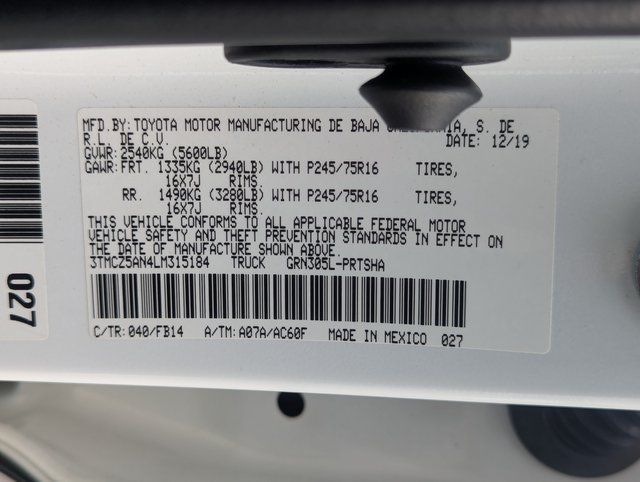 MFD.BY:TOYOTA MOTOR MANUFACTURING DE BAJA CALIFORNIA, S. DE
R.L. DE C.V. DATE: 12/19
GVWR:2540KG (5600LB)
GAWR:FRT. 1335KG (2940LB) WITH P245/75R16 TIRES,
16X7J RIMS.
RR. 1490KG (3280LB) WITH P245/75R16 TIRES,
16X7J RIMS.
THIS VEHICLE CONFORMS TO ALL APPLICABLE FEDERAL MOTOR
VEHICLE SAFETY AND THEFT PREVENTION STANDARDS IN EFFECT ON
THE DATE OF MANUFACTURE SHOWN ABOVE.
3TMCZ5AN4LM315184 TRUCK GRN305L-PRTSHA
C/TR:040/FB14 A/TM:A07A/AC60F MADE IN MEXICO 027
027